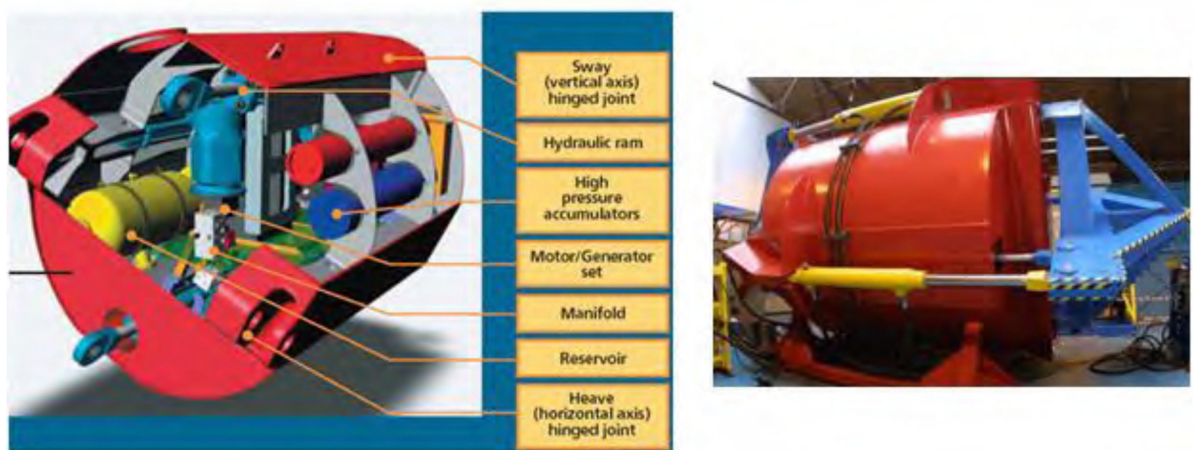 Sway
(vertical axis)
hinged joint
Hydraulic ram
High
pressure
accumulators
Motor/Generator
set
Manifold
Reservoir
Heave
(horizontal axis)
hinged joint